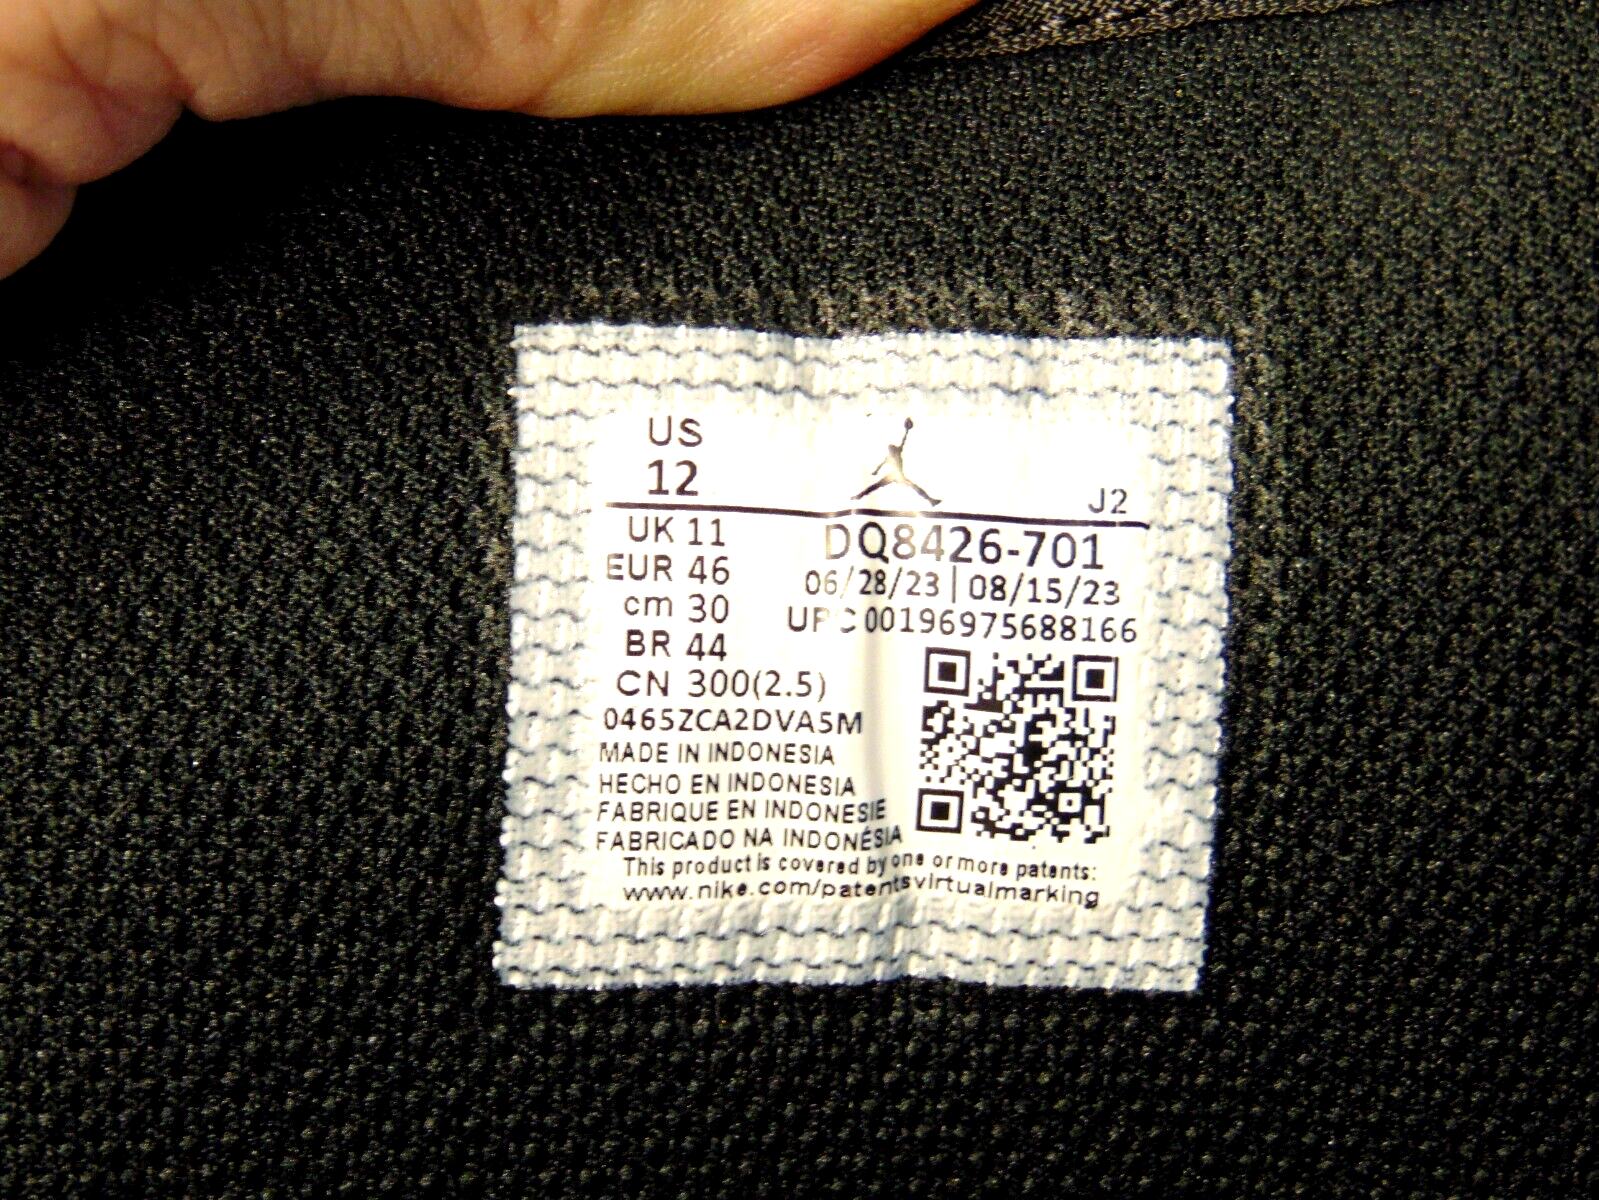 US
12
J2
UK 11
EUR 46
cm 30
BR 44
CN 300(2.5)
DQ8426-701
06/28/23 | 08/15/23
UPC 00196975688166
0465ZCA2DVA5M
MADE IN INDONESIA
HECHO EN INDONESIA
FABRIQUE EN INDONESIE
FABRICADO NA INDONÉSIA
This product is covered by one or more patents:
www.nike.com/patentsvirtualmarking